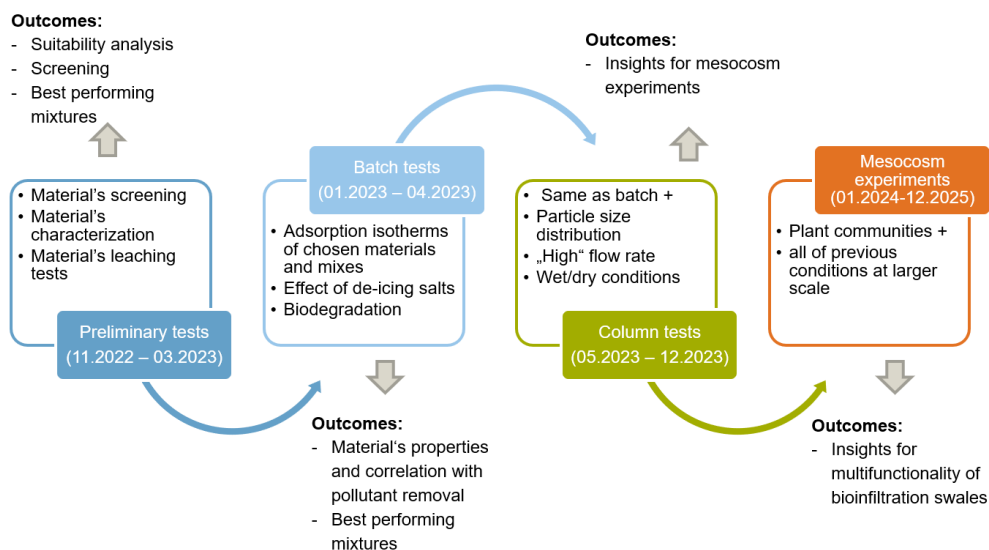 Outcomes:
- Suitability analysis
- Screening
- Best performing
mixtures
• Material's screening
• Material's
characterization
• Material's leaching
tests
Preliminary tests
(11.2022 – 03.2023)
Batch tests
(01.2023 – 04.2023)
• Adsorption isotherms
of chosen materials
and mixes
• Effect of de-icing salts
• Biodegradation
Outcomes:
- Material‘s properties
and correlation with
pollutant removal
- Best performing
mixtures
Outcomes:
- Insights for mesocosm
experiments
• Same as batch +
• Particle size
distribution
• „High“ flow rate
• Wet/dry conditions
Column tests
(05.2023 – 12.2023)
Mesocosm
experiments
(01.2024-12.2025)
• Plant communities +
• all of previous
conditions at larger
scale
Outcomes:
- Insights for
multifunctionality of
bioinfiltration swales